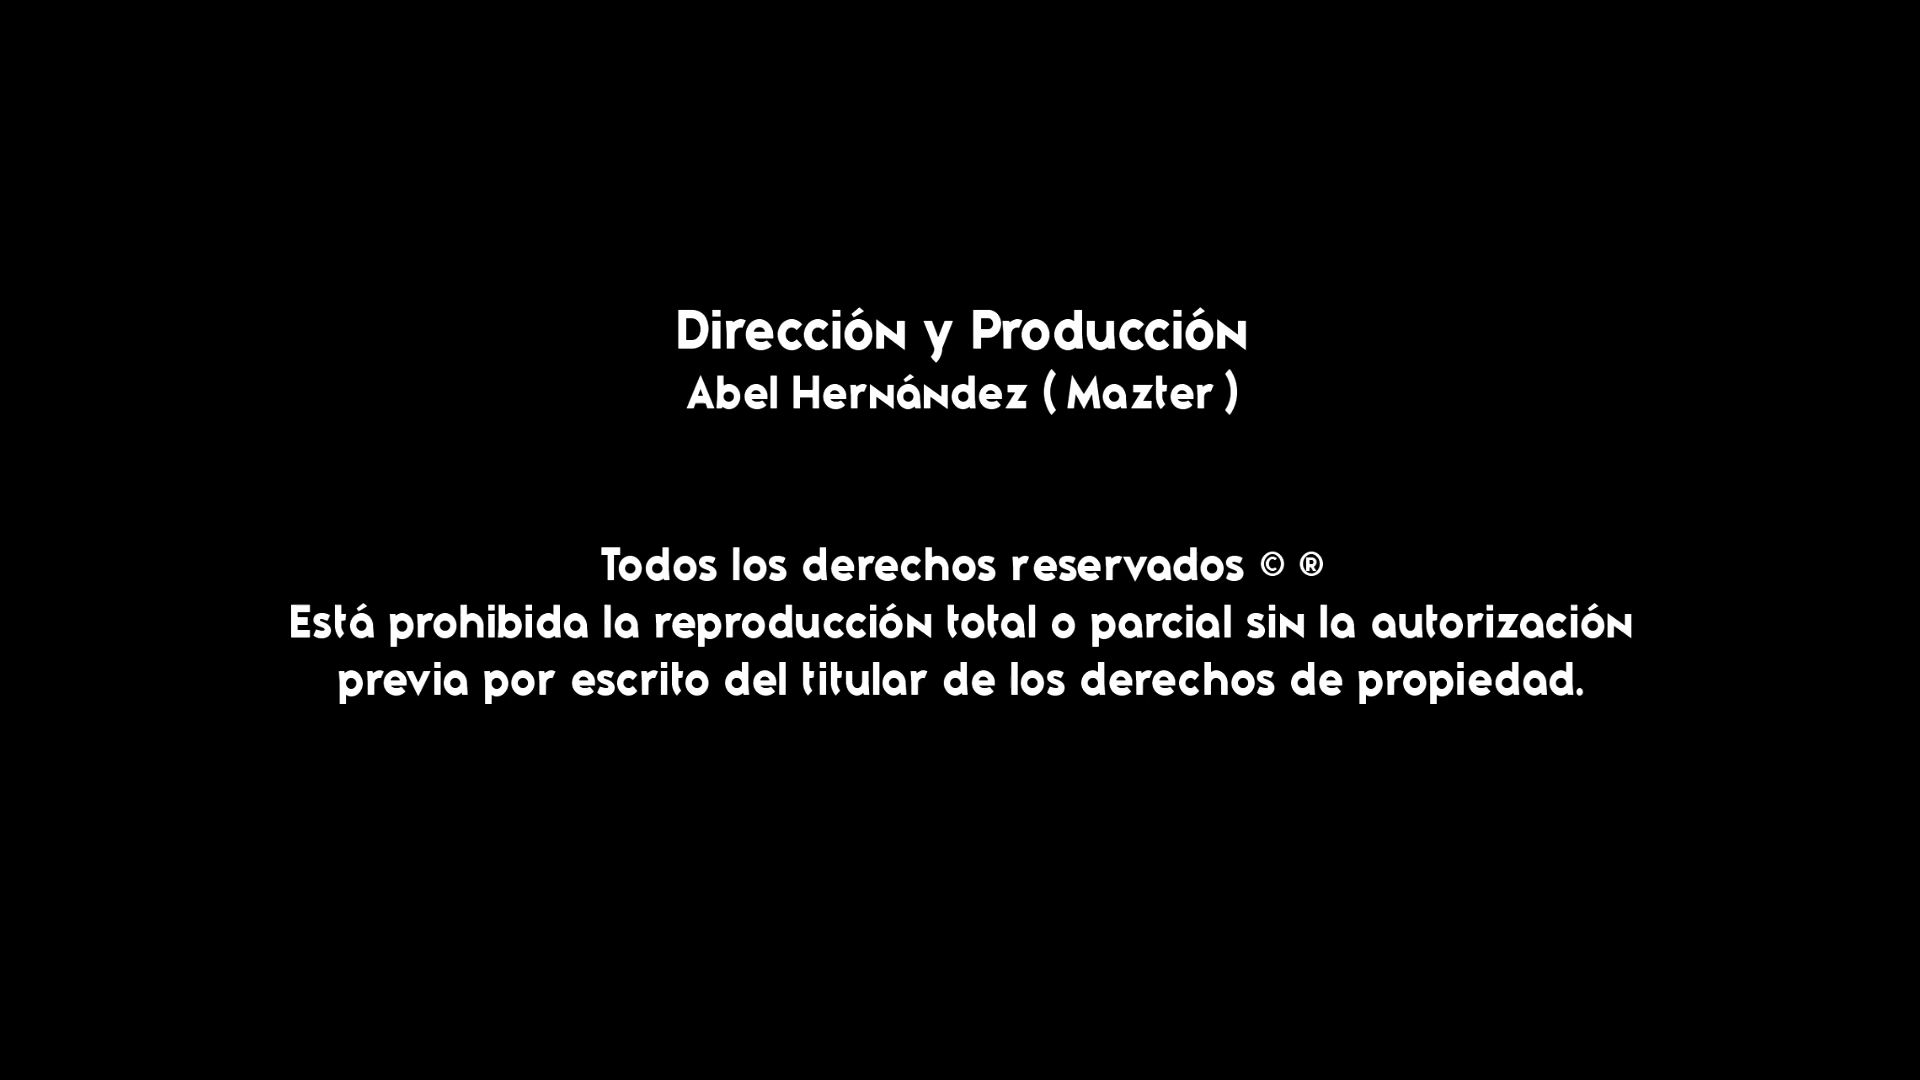 Dirección y Producción
Abel Hernández ( Mazter )
Todos los derechos reservados © ®
Está prohibida la reproducción total o parcial sin la autorización
previa por escrito del titular de los derechos de propiedad.